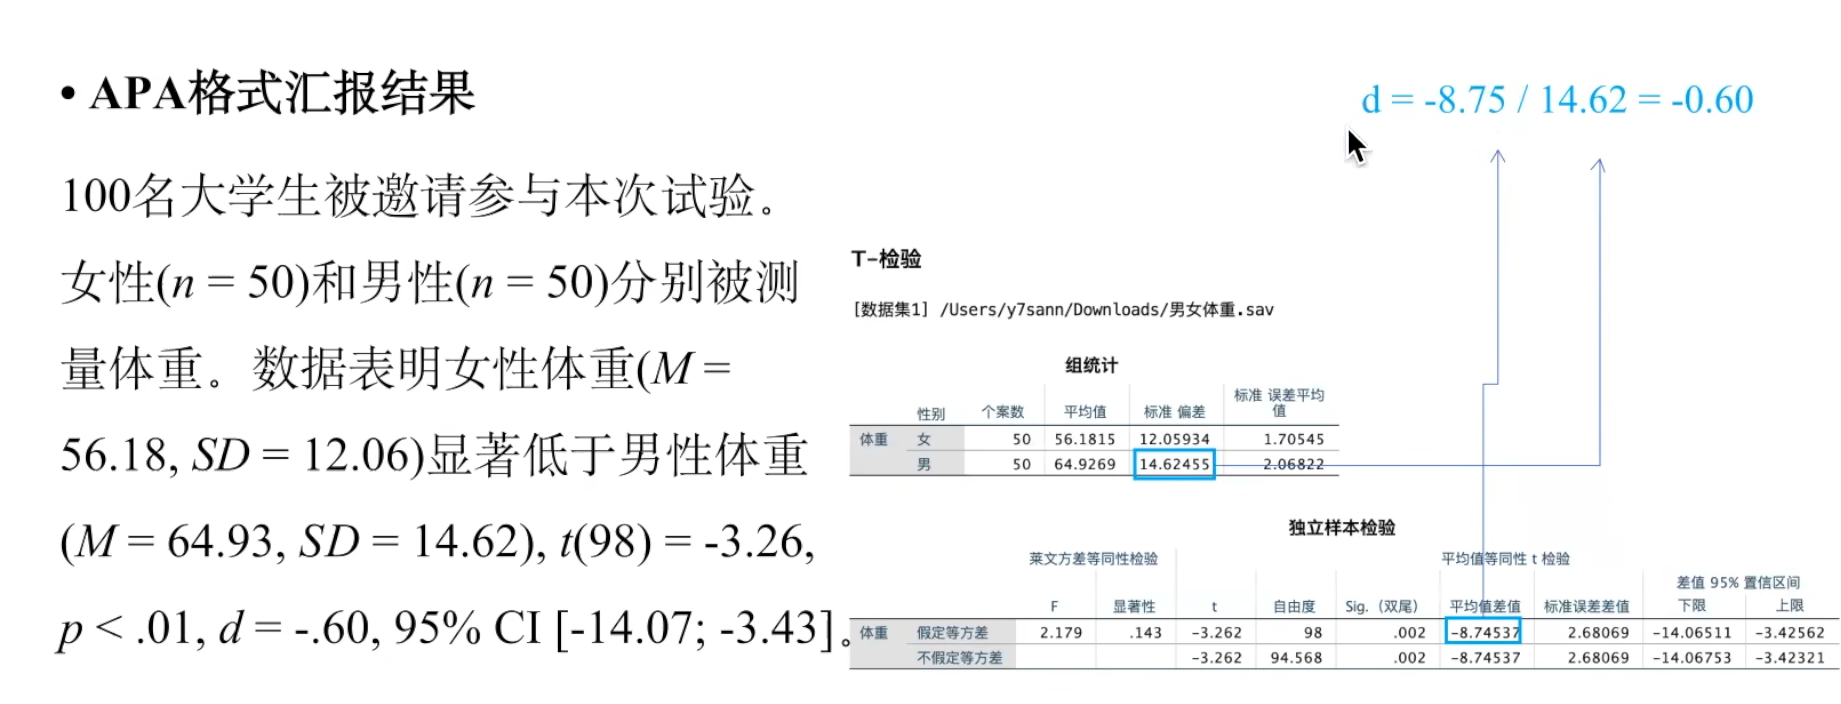 • APA格式汇报结果
100名大学生被邀请参与本次试验。
女性(n = 50)和男性(n = 50)分别被测
量体重。数据表明女性体重(M =
56.18, SD = 12.06)显著低于男性体重
(M = 64.93, SD = 14.62), t(98) = -3.26,
p < .01, d = -.60, 95% CI [-14.07; -3.43]。
d = -8.75 / 14.62 = -0.60
T-检验
[数据集1] /Users/y7sann/Downloads/男女体重.sav
组统计
性别 个案数 平均值 标准 偏差 标准 误差平均值
体重 女 50 56.1815 12.05934 1.70545
男 50 64.9269 14.62455 2.06822
独立样本检验
莱文方差等同性检验 平均值等同性 t 检验
差值 95% 置信区间
F 显著性 t 自由度 Sig.（双尾） 平均值差值 标准误差差值 下限 上限
体重 假定等方差 2.179 .143 -3.262 98 .002 -8.74537 2.68069 -14.06511 -3.42562
不假定等方差 -3.262 94.568 .002 -8.74537 2.68069 -14.06753 -3.42321